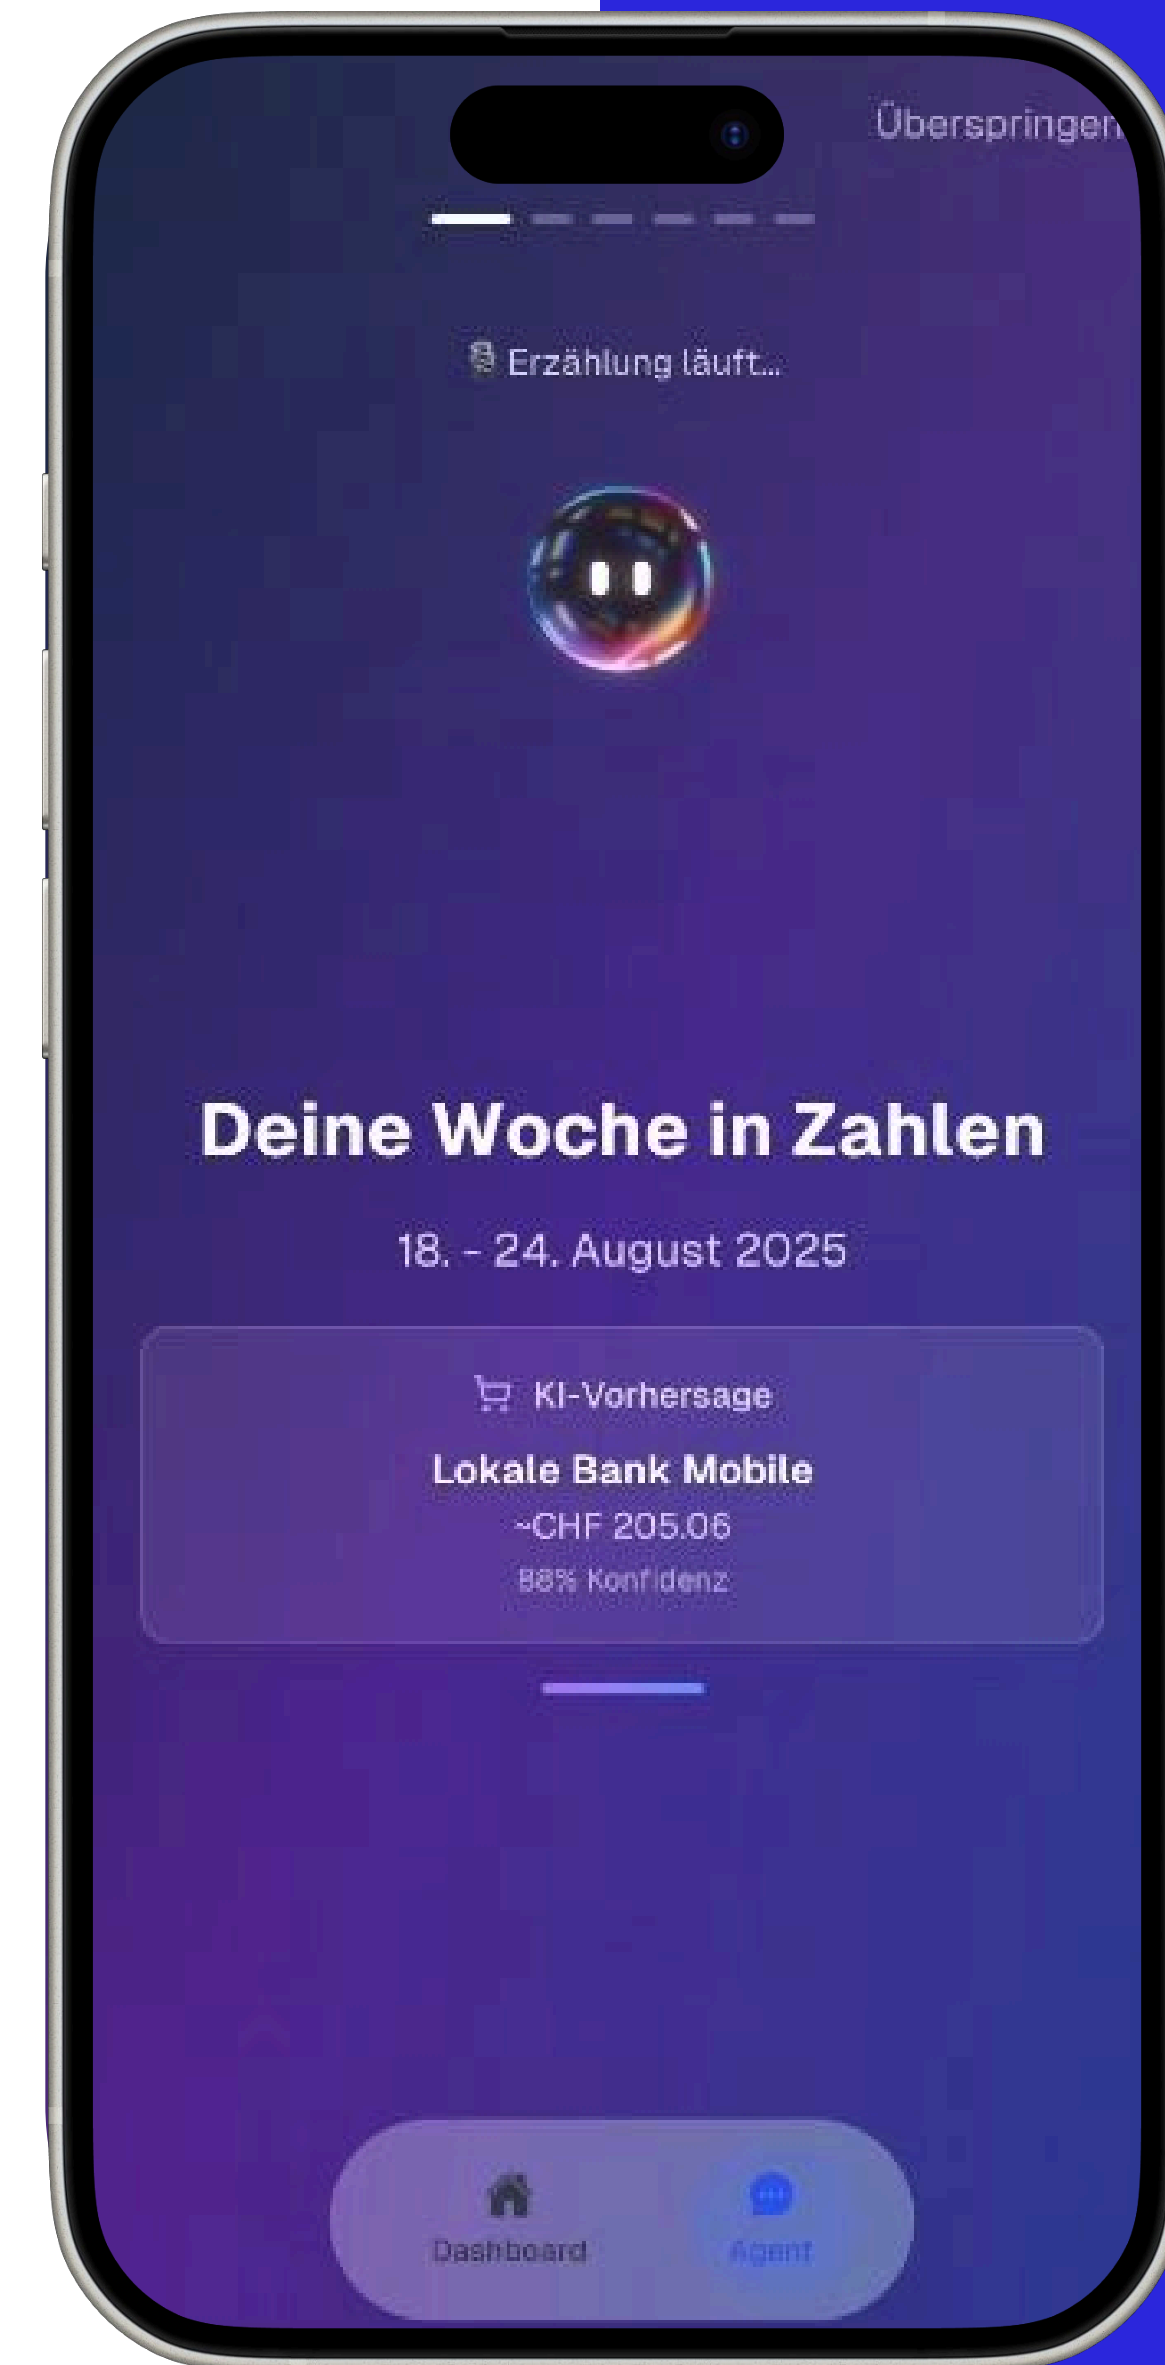 Überspringen
Erzählung läuft...
Deine Woche in Zahlen
18. - 24. August 2025
KI-Vorhersage
Lokale Bank Mobile
~CHF 205.06
88% Konfidenz
Dashboard
Agent